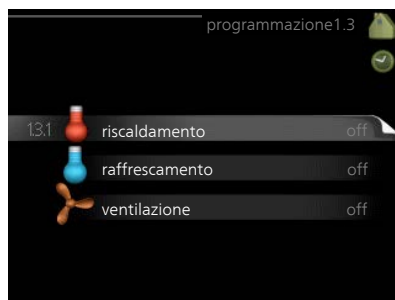 programmazione1.3
1.3.1 riscaldamento off
raffrescamento off
ventilazione off